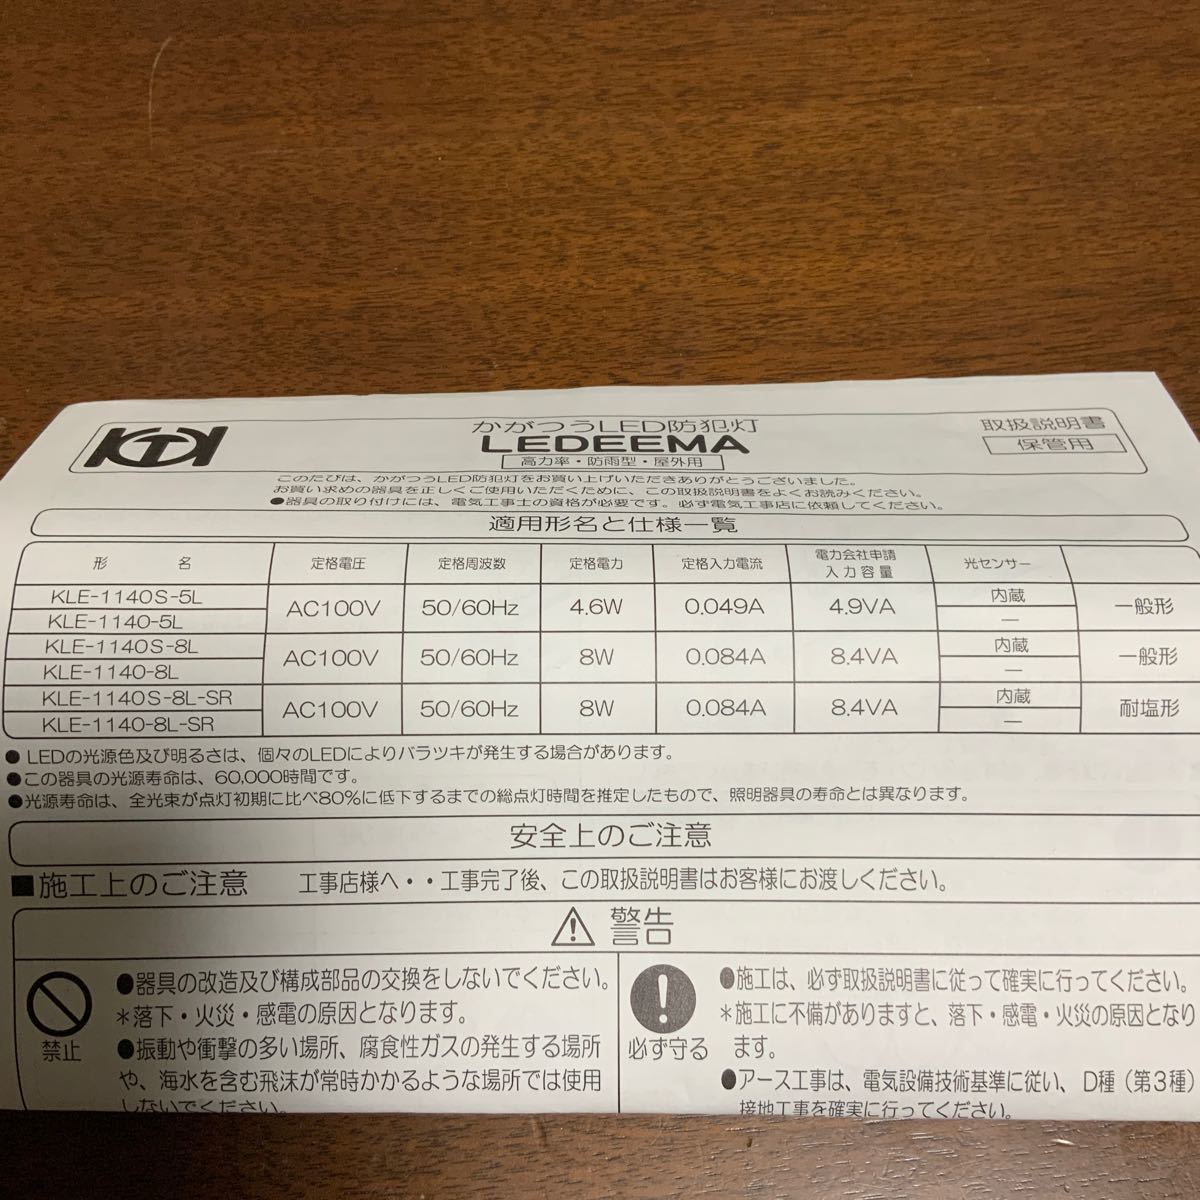 KTK
かがつうLED防犯灯
LEDEEMA
高力率・防雨型・屋外用
取扱説明書
保管用
このたびは、かがつうLED防犯灯をお買い上げいただきありがとうございました。
お買い求めの器具を正しくご使用いただくために、この取扱説明書をよくお読みください。
●器具の取り付けには、電気工事士の資格が必要です。必ず電気工事店に依頼してください。
適用形名と仕様一覧
形 名 定格電圧 定格周波数 定格電力 定格入力電流 電力会社申請入力容量 光センサー
KLE-1140S-5L AC100V 50/60Hz 4.6W 0.049A 4.9VA 内蔵 一般形
KLE-1140-5L —
KLE-1140S-8L AC100V 50/60Hz 8W 0.084A 8.4VA 内蔵 一般形
KLE-1140-8L —
KLE-1140S-8L-SR AC100V 50/60Hz 8W 0.084A 8.4VA 内蔵 耐塩形
KLE-1140-8L-SR —
●LEDの光源色及び明るさは、個々のLEDによりバラツキが発生する場合があります。
●この器具の光源寿命は、60,000時間です。
●光源寿命は、全光束が点灯初期に比べ80%に低下するまでの総点灯時間を推定したもので、照明器具の寿命とは異なります。
安全上のご注意
■施工上のご注意 工事店様へ・・工事完了後、この取扱説明書はお客様にお渡しください。
警告
禁止
●器具の改造及び構成部品の交換をしないでください。
＊落下・火災・感電の原因となります。
●振動や衝撃の多い場所、腐食性ガスの発生する場所
や、海水を含む飛沫が常時かかるような場所では使用
しないでください。
必ず守る
●施工は、必ず取扱説明書に従って確実に行ってください。
＊施工に不備がありますと、落下・感電・火災の原因となり
ます。
●アース工事は、電気設備技術基準に従い、D種（第3種）
接地工事を確実に行ってください。